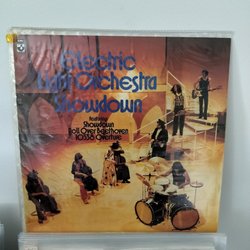 Electric
Light Orchestra
Showdown
featuring
Showdown
Roll Over Beethoven
10538 Overture